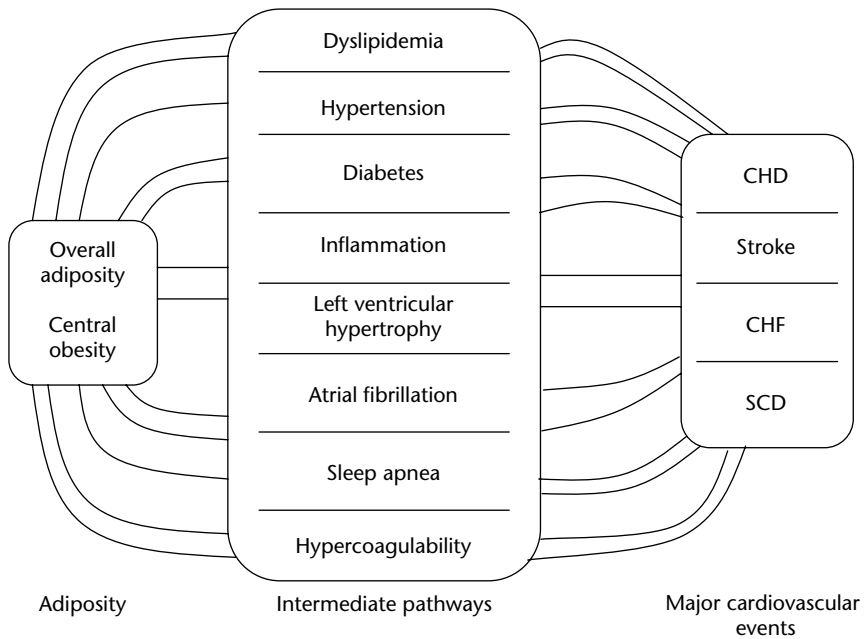 Overall
adiposity
Central
obesity
Dyslipidemia
Hypertension
Diabetes
Inflammation
Left ventricular
hypertrophy
Atrial fibrillation
Sleep apnea
Hypercoagulability
CHD
Stroke
CHF
SCD
Adiposity
Intermediate pathways
Major cardiovascular
events